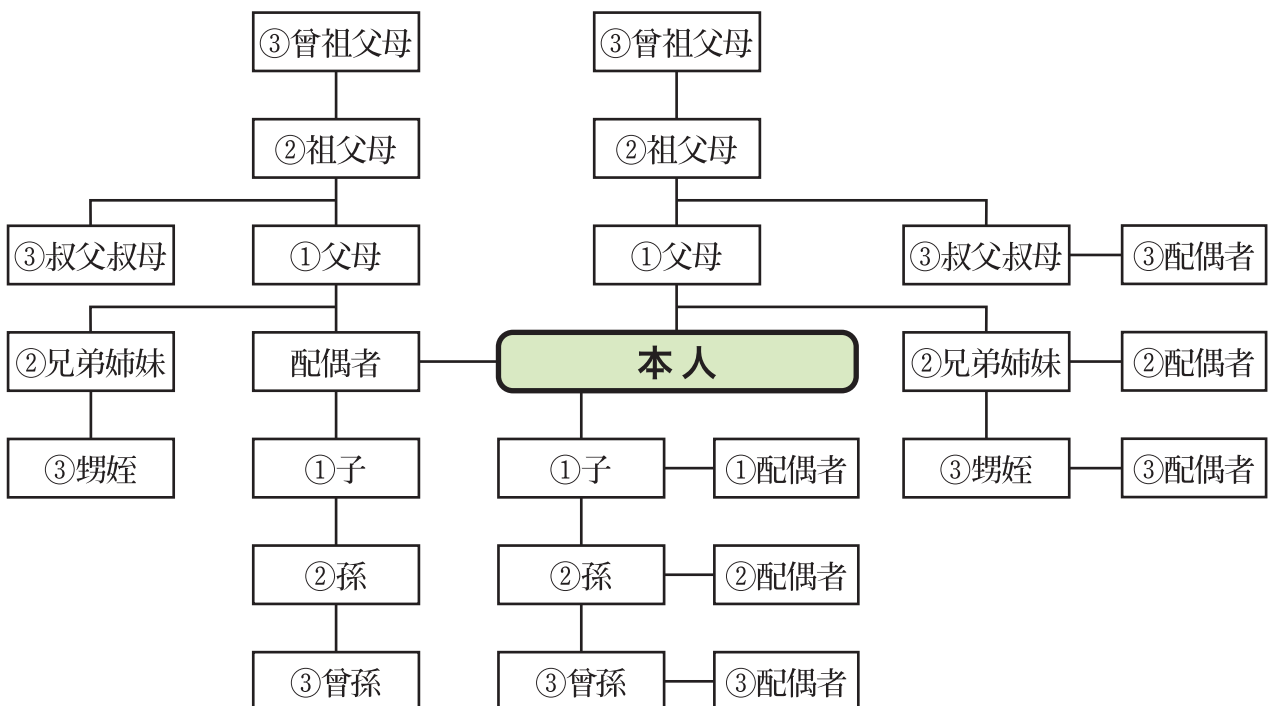 ③曾祖父母 ③曾祖父母
②祖父母 ②祖父母
③叔父叔母 ①父母 ①父母 ③叔父叔母 ③配偶者
②兄弟姉妹 配偶者 本人 ②兄弟姉妹 ②配偶者
③甥姪 ①子 ①子 ①配偶者 ③甥姪 ③配偶者
②孫 ②孫 ②配偶者
③曾孫 ③曾孫 ③配偶者